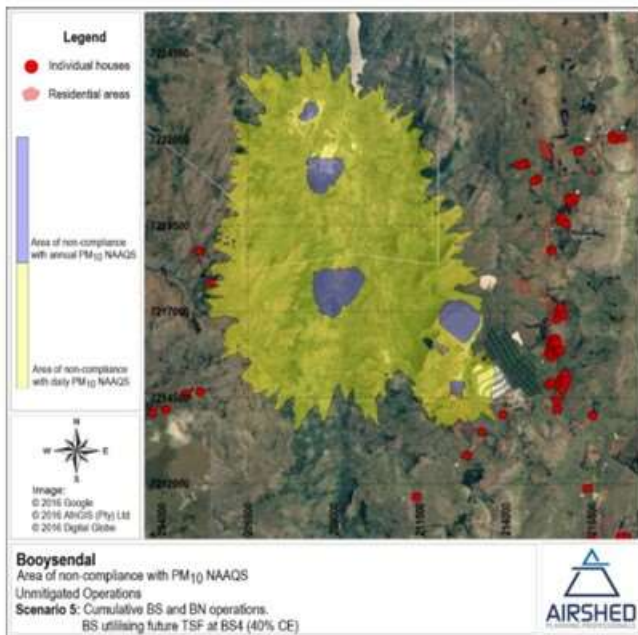 Legend
Individual houses
Residential areas
Area of non-compliance
with annual PM10 NAAQS
Area of non-compliance
with daily PM10 NAAQS
N
W E
S
Image:
© 2016 Google
© 2016 AfriGIS (Pty) Ltd
© 2016 Digital Globe
7217000
Booysendal
Area of non-compliance with PM10 NAAQS
Unmitigated Operations
Scenario 5: Cumulative BS and BN operations.
BS utilising future TSF at BS4 (40% CE)
AIRSHED
PLANNING PROFESSIONALS